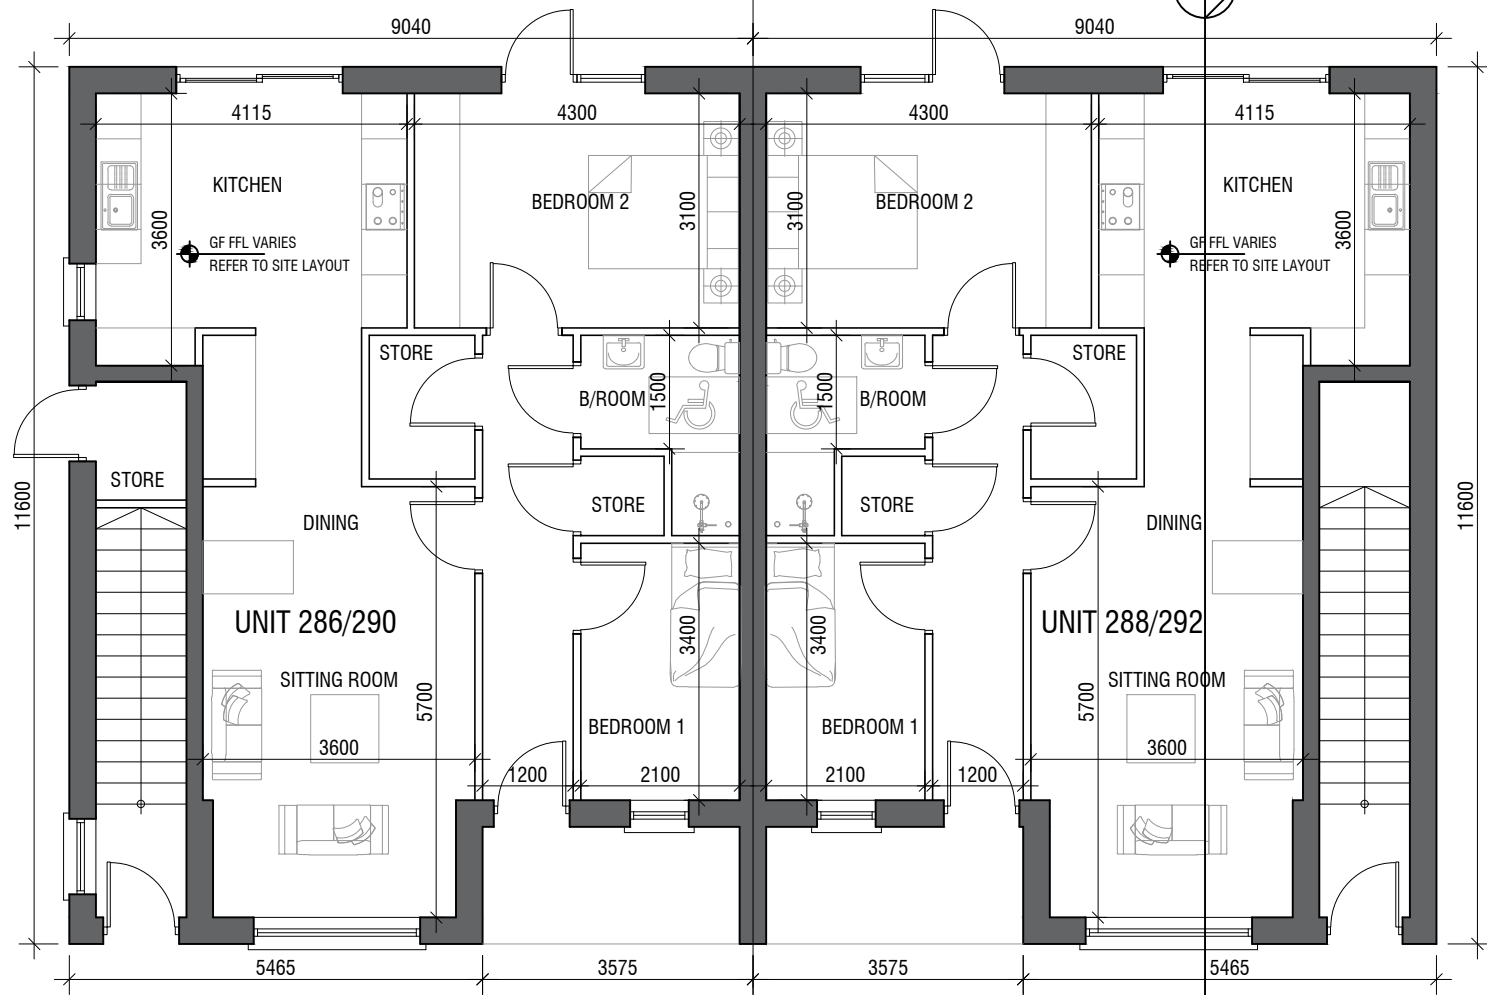 9040
9040
4115
4300
4300
4115
KITCHEN
KITCHEN
BEDROOM 2
BEDROOM 2
3100
3100
3600
3600
GF FFL VARIES
REFER TO SITE LAYOUT
GF FFL VARIES
REFER TO SITE LAYOUT
STORE
STORE
1500
1500
B/ROOM
B/ROOM
STORE
STORE
STORE
11600
11600
DINING
DINING
UNIT 286/290
UNIT 288/292
3400
3400
SITTING ROOM
SITTING ROOM
5700
5700
BEDROOM 1
BEDROOM 1
3600
3600
1200
2100
2100
1200
5465
3575
3575
5465